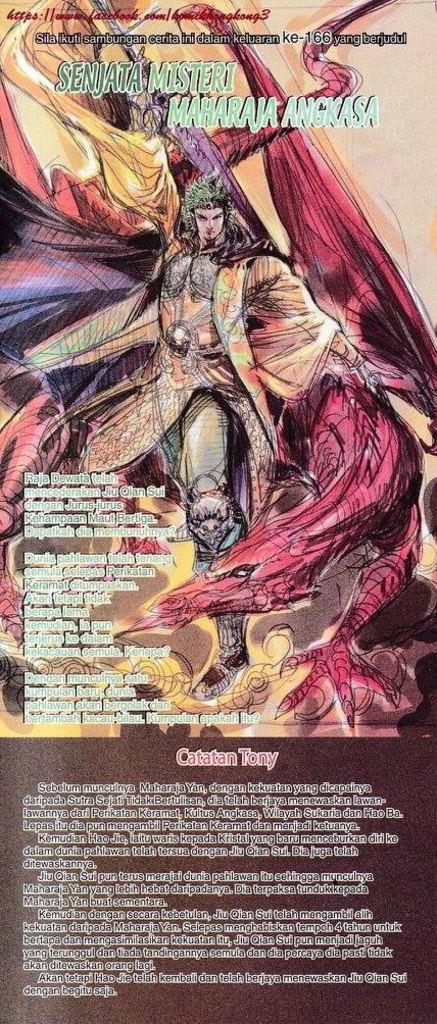 https://www.facebook.com/komikhongkong3
Sila ikuti sambungan cerita ini dalam keluaran ke-166 yang berjudul
SENJATA MISTERI
MAHARAJA ANGKASA
Raja Dewata telah
mencederakan Jiu Qian Sui
dengan Jurus-jurus
Kehampaan Maut Bertiga.
Dapatkah dia membunuhnya?
Dunia pahlawan telah tenang
semula selepas Perikatan
Keramat ditumpaskan.
Akan tetapi tidak
berapa lama
kemudian, ia pun
terjerus ke dalam
kekacauan semula. Kenapa?
Dengan munculnya satu
kumpulan baru, dunia
pahlawan akan bergolak dan
bertambah kacau-bilau. Kumpulan apakah itu?
Catatan Tony
Sebelum munculnya Maharaja Yan, dengan kekuatan yang dicapainya
daripada Sutra Sejati Tidak Bertulisan, dia telah berjaya menewaskan lawan-
lawannya dari Perikatan Keramat, Kultus Angkasa, Wilayah Sukaria dan Hao Ba.
Lepas itu dia pun mengambil Perikatan Keramat dan menjadi ketuanya.
Kemudian Hao Jie, iaitu waris kepada Kristal yang baru menceburkan diri ke
dalam dunia pahlawan telah tersua dengan Jiu Qian Sui. Dia juga telah
ditewaskannya.
Jiu Qian Sui pun terus merajai dunia pahlawan itu sehingga munculnya
Maharaja Yan yang lebih hebat daripadanya. Dia terpaksa tunduk kepada
Maharaja Yan buat sementara.
Kemudian dengan secara kebetulan, Jiu Qian Sui telah mengambil alih
kekuatan daripada Maharaja Yan. Selepas menghabiskan tempoh 4 tahun untuk
bertapa dan mengasimilasikan kekuatan itu, Jiu Qian Sui pun menjadi jaguh
yang terunggul dan tiada tandingannya semula dan dia percaya dia pasti tidak
akan ditewaskan orang lagi.
Akan tetapi Hao Jie telah kembali dan telah berjaya menewaskan Jiu Qian Sui
dengan begitu saja.